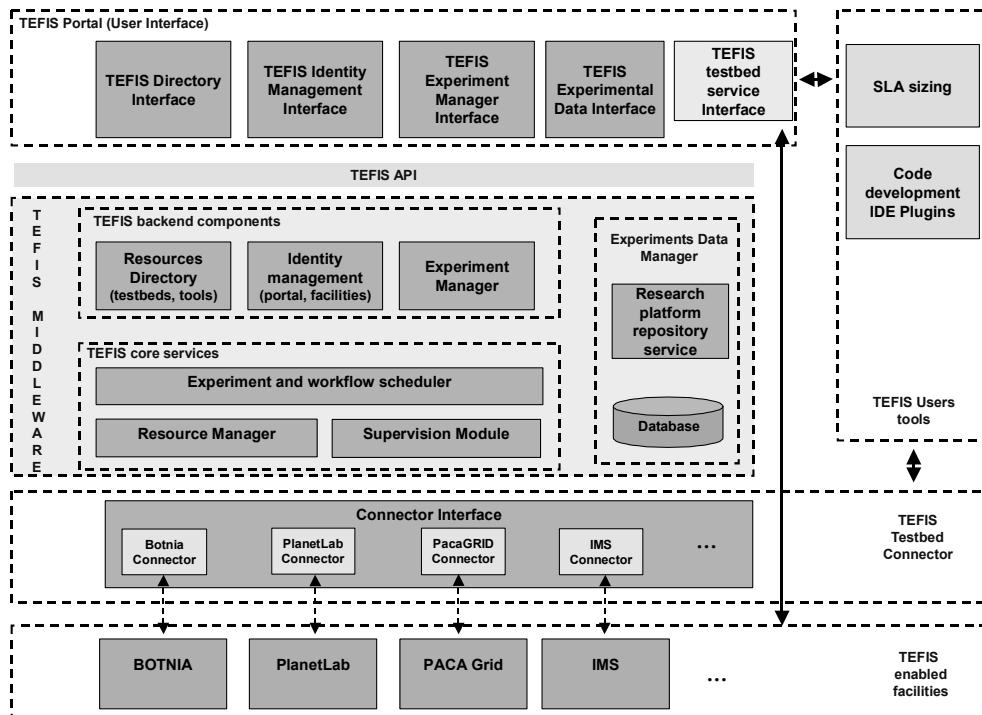 TEFIS Portal (User Interface)
TEFIS Directory
Interface
TEFIS Identity
Management
Interface
TEFIS
Experiment
Manager
Interface
TEFIS
Experimental
Data Interface
TEFIS
testbed
service
Interface
SLA sizing
Code
development
IDE Plugins
TEFIS Users
tools
TEFIS API
TEFIS MIDDLEWARE
TEFIS backend components
Resources
Directory
(testbeds, tools)
Identity
management
(portal, facilities)
Experiment
Manager
Experiments Data
Manager
Research
platform
repository
service
Database
TEFIS core services
Experiment and workflow scheduler
Resource Manager
Supervision Module
Connector Interface
Botnia
Connector
PlanetLab
Connector
PacaGRID
Connector
IMS
Connector
...
TEFIS
Testbed
Connector
BOTNIA
PlanetLab
PACA Grid
IMS
...
TEFIS
enabled
facilities